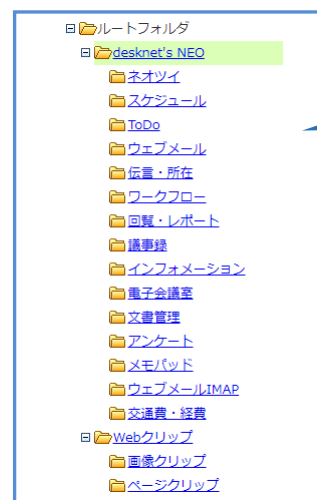 ルートフォルダ
desknet's NEO
ネオツイ
スケジュール
ToDo
ウェブメール
伝言・所在
ワークフロー
回覧・レポート
議事録
インフォメーション
電子会議室
文書管理
アンケート
メモパッド
ウェブメールIMAP
交通費・経費
Webクリップ
画像クリップ
ページクリップ